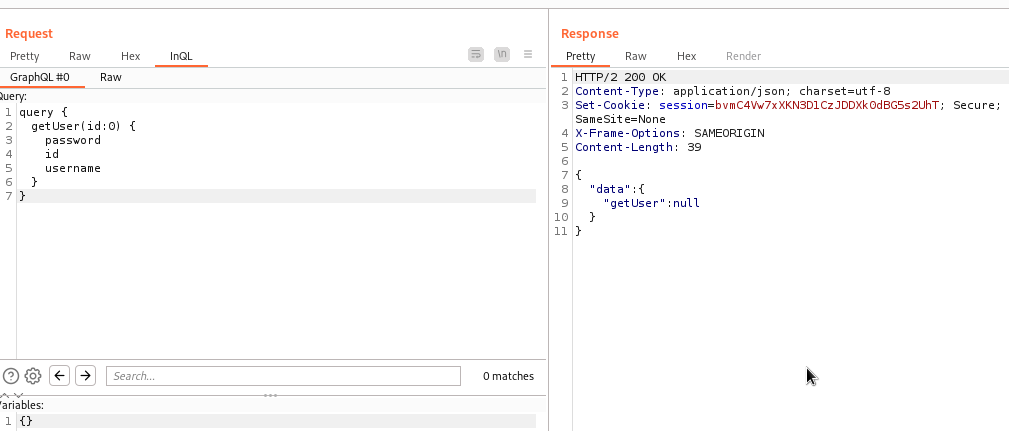 Request
Pretty Raw Hex InQL
\n
GraphQL #0 Raw
Query:
1 query {
2 getUser(id:0) {
3 password
4 id
5 username
6 }
7 }
? Search... 0 matches
Variables:
1 {}
Response
Pretty Raw Hex Render
1 HTTP/2 200 OK
2 Content-Type: application/json; charset=utf-8
3 Set-Cookie: session=bvmC4Vw7xXKN3D1CzJDDXk0dBG5s2UhT; Secure;
SameSite=None
4 X-Frame-Options: SAMEORIGIN
5 Content-Length: 39
6
7 {
8 "data":{
9 "getUser":null
10 }
11 }